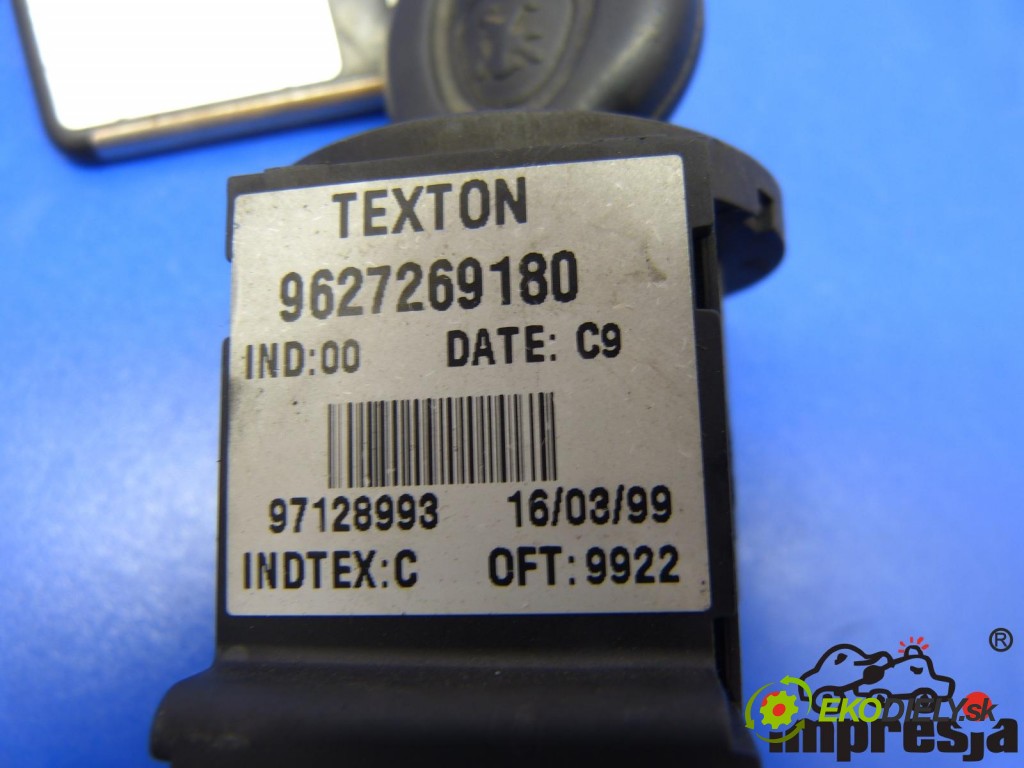 TEXTON
9627269180
IND:00 DATE: C9
97128993 16/03/99
INDTEX:C OFT:9922
®
EKODIELY.sk
impresja